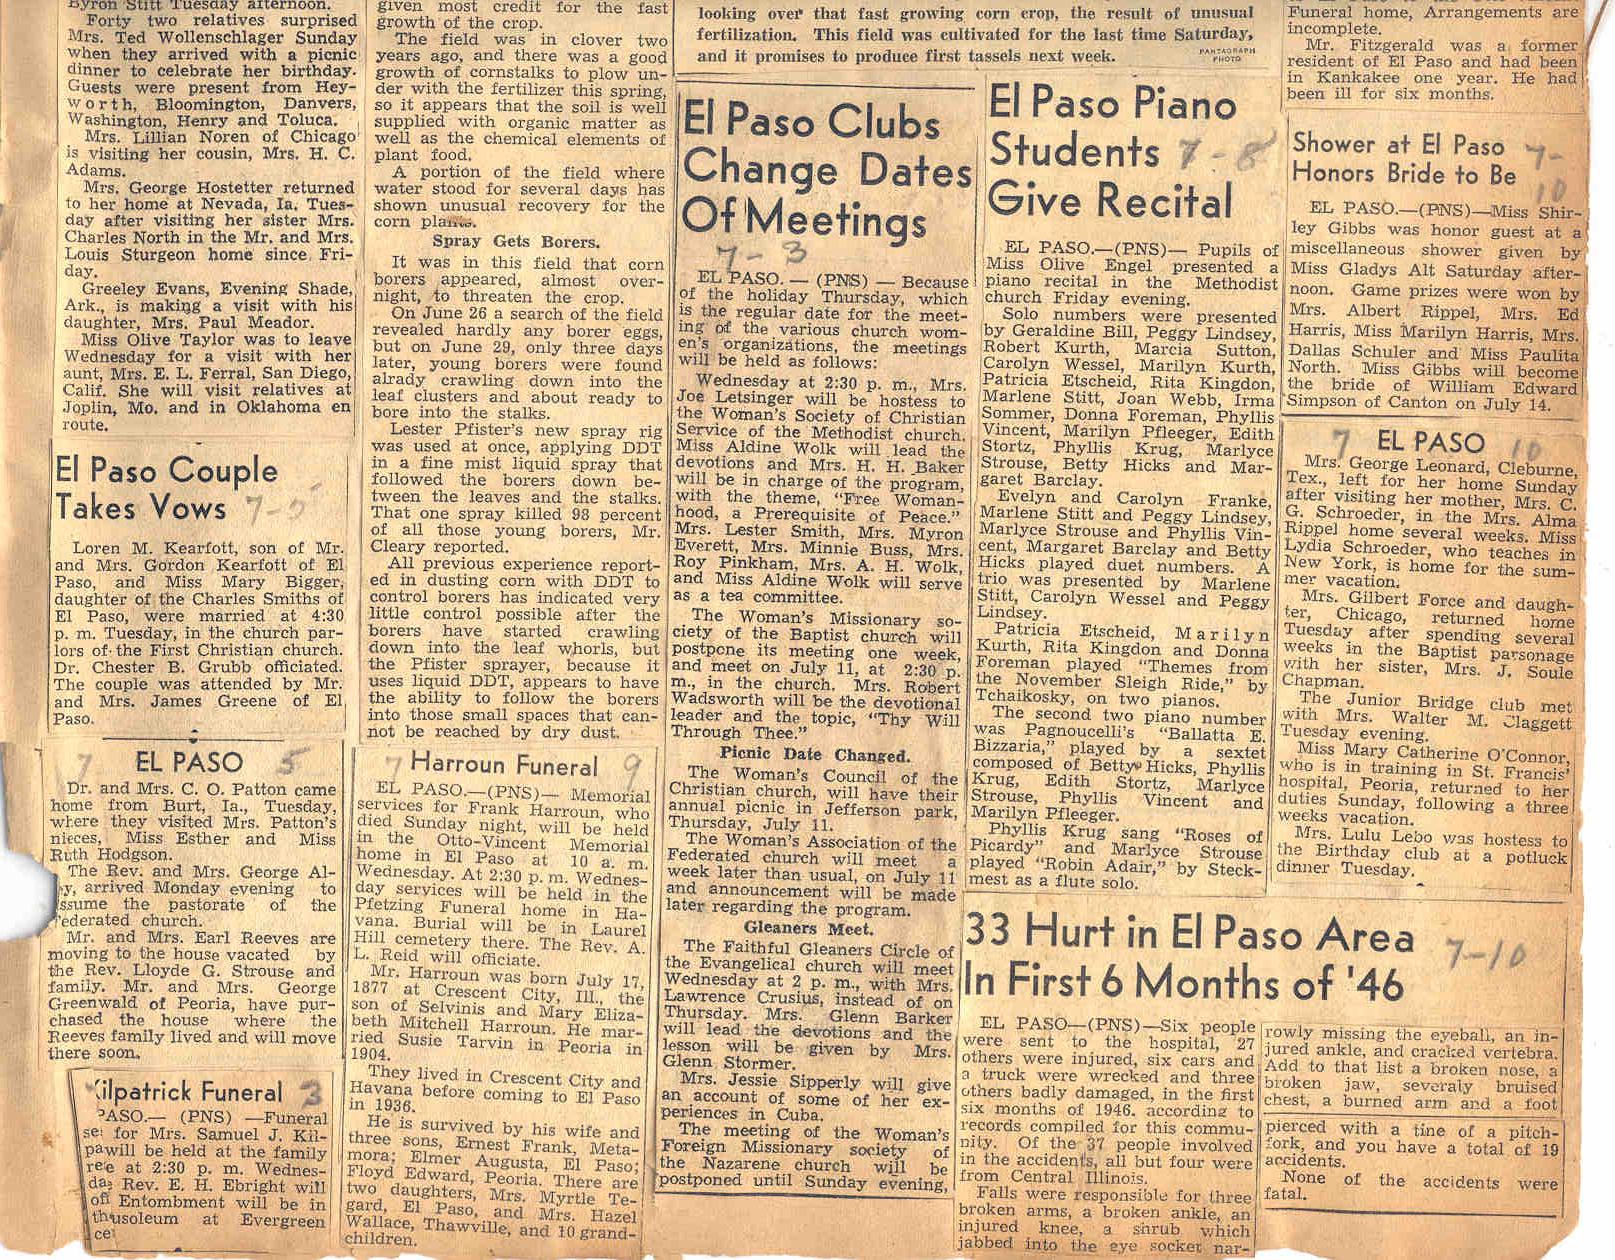 Byron Stitt Tuesday afternoon.
Forty two relatives surprised
Mrs. Ted Wollenschlager Sunday
when they arrived with a picnic
dinner to celebrate her birthday.
Guests were present from Hey-
worth, Bloomington, Danvers,
Washington, Henry and Toluca.
Mrs. Lillian Noren of Chicago
is visiting her cousin, Mrs. H. C.
Adams.
Mrs. George Hostetter returned
to her home at Nevada, Ia. Tues-
day after visiting her sister Mrs.
Charles North in the Mr. and Mrs.
Louis Sturgeon home since Fri-
day.
Greeley Evans, Evening Shade,
Ark., is making a visit with his
daughter, Mrs. Paul Meador.
Miss Olive Taylor was to leave
Wednesday for a visit with her
aunt, Mrs. E. L. Ferral, San Diego,
Calif. She will visit relatives at
Joplin, Mo. and in Oklahoma en
route.
El Paso Couple
Takes Vows 7-5
Loren M. Kearfott, son of Mr.
and Mrs. Gordon Kearfott of El
Paso, and Miss Mary Bigger,
daughter of the Charles Smiths of
El Paso, were married at 4:30
p. m. Tuesday, in the church par-
lors of the First Christian church.
Dr. Chester B. Grubb officiated.
The couple was attended by Mr.
and Mrs. James Greene of El
Paso.
7 EL PASO 5
Dr. and Mrs. C. O. Patton came
home from Burt, Ia., Tuesday,
where they visited Mrs. Patton's
nieces, Miss Esther and Miss
Ruth Hodgson.
The Rev. and Mrs. George Al-
y, arrived Monday evening to
ssume the pastorate of the
Federated church.
Mr. and Mrs. Earl Reeves are
moving to the house vacated by
the Rev. Lloyde G. Strouse and
family. Mr. and Mrs. George
Greenwald of Peoria, have pur-
chased the house where the
Reeves family lived and will move
there soon.
Kilpatrick Funeral 3
PASO.— (PNS) —Funeral
se for Mrs. Samuel J. Kil-
pa will be held at the family
re at 2:30 p. m. Wednes-
da Rev. E. H. Ebright will
off Entombment will be in
th usoleum at Evergreen
ce
given most credit for the fast
growth of the crop.
The field was in clover two
years ago, and there was a good
growth of cornstalks to plow un-
der with the fertilizer this spring,
so it appears that the soil is well
supplied with organic matter as
well as the chemical elements of
plant food.
A portion of the field where
water stood for several days has
shown unusual recovery for the
corn plants.
Spray Gets Borers.
It was in this field that corn
borers appeared, almost over-
night, to threaten the crop.
On June 26 a search of the field
revealed hardly any borer eggs,
but on June 29, only three days
later, young borers were found
alrady crawling down into the
leaf clusters and about ready to
bore into the stalks.
Lester Pfister's new spray rig
was used at once, applying DDT
in a fine mist liquid spray that
followed the borers down be-
tween the leaves and the stalks.
That one spray killed 98 percent
of all those young borers, Mr.
Cleary reported.
All previous experience report-
ed in dusting corn with DDT to
control borers has indicated very
little control possible after the
borers have started crawling
down into the leaf whorls, but
the Pfister sprayer, because it
uses liquid DDT, appears to have
the ability to follow the borers
into those small spaces that can-
not be reached by dry dust.
7 Harroun Funeral 9
EL PASO.—(PNS)— Memorial
services for Frank Harroun, who
died Sunday night, will be held
in the Otto-Vincent Memorial
home in El Paso at 10 a. m.
Wednesday. At 2:30 p. m. Wednes-
day services will be held in the
Pfetzing Funeral home in Ha-
vana. Burial will be in Laurel
Hill cemetery there. The Rev. A.
L. Reid will officiate.
Mr. Harroun was born July 17,
1877 at Crescent City, Ill., the
son of Selvinis and Mary Eliza-
beth Mitchell Harroun. He mar-
ried Susie Tarvin in Peoria in
1904.
They lived in Crescent City and
Havana before coming to El Paso
in 1936.
He is survived by his wife and
three sons, Ernest Frank, Meta-
mora; Elmer Augusta, El Paso;
Floyd Edward, Peoria. There are
two daughters, Mrs. Myrtle Te-
gard, El Paso, and Mrs. Hazel
Wallace, Thawville, and 10 grand-
children.
looking over that fast growing corn crop, the result of unusual
fertilization. This field was cultivated for the last time Saturday,
and it promises to produce first tassels next week.
PANTAGRAPH
PHOTO
El Paso Clubs
Change Dates
Of Meetings
7-3
EL PASO. — (PNS) — Because
of the holiday Thursday, which
is the regular date for the meet-
ing of the various church wom-
en's organizations, the meetings
will be held as follows:
Wednesday at 2:30 p. m., Mrs.
Joe Letsinger will be hostess to
the Woman's Society of Christian
Service of the Methodist church.
Miss Aldine Wolk will lead the
devotions and Mrs. H. H. Baker
will be in charge of the program,
with the theme, "Free Woman-
hood, a Prerequisite of Peace."
Mrs. Lester Smith, Mrs. Myron
Everett, Mrs. Minnie Buss, Mrs.
Roy Pinkham, Mrs. A. H. Wolk,
and Miss Aldine Wolk will serve
as a tea committee.
The Woman's Missionary so-
ciety of the Baptist church will
postpone its meeting one week,
and meet on July 11, at 2:30 p.
m., in the church. Mrs. Robert
Wadsworth will be the devotional
leader and the topic, "Thy Will
Through Thee."
Picnic Date Changed.
The Woman's Council of the
Christian church, will have their
annual picnic in Jefferson park,
Thursday, July 11.
The Woman's Association of the
Federated church will meet a
week later than usual, on July 11
and announcement will be made
later regarding the program.
Gleaners Meet.
The Faithful Gleaners Circle of
the Evangelical church will meet
Wednesday at 2 p. m., with Mrs.
Lawrence Crusius, instead of on
Thursday. Mrs. Glenn Barker
will lead the devotions and the
lesson will be given by Mrs.
Glenn Stormer.
Mrs. Jessie Sipperly will give
an account of some of her ex-
periences in Cuba.
The meeting of the Woman's
Foreign Missionary society of
the Nazarene church will be
postponed until Sunday evening,
El Paso Piano
Students 7-8
Give Recital
EL PASO.—(PNS)— Pupils of
Miss Olive Engel presented a
piano recital in the Methodist
church Friday evening.
Solo numbers were presented
by Geraldine Bill, Peggy Lindsey,
Robert Kurth, Marcia Sutton,
Carolyn Wessel, Marilyn Kurth,
Patricia Etscheid, Rita Kingdon,
Marlene Stitt, Joan Webb, Irma
Sommer, Donna Foreman, Phyllis
Vincent, Marilyn Pfleeger, Edith
Stortz, Phyllis Krug, Marlyce
Strouse, Betty Hicks and Mar-
garet Barclay.
Evelyn and Carolyn Franke,
Marlene Stitt and Peggy Lindsey,
Marlyce Strouse and Phyllis Vin-
cent, Margaret Barclay and Betty
Hicks played duet numbers. A
trio was presented by Marlene
Stitt, Carolyn Wessel and Peggy
Lindsey.
Patricia Etscheid, Marilyn
Kurth, Rita Kingdon and Donna
Foreman played "Themes from
the November Sleigh Ride," by
Tchaikosky, on two pianos.
The second two piano number
was Pagnoucelli's "Ballatta E.
Bizzaria," played by a sextet
composed of Betty Hicks, Phyllis
Krug, Edith Stortz, Marlyce
Strouse, Phyllis Vincent and
Marilyn Pfleeger.
Phyllis Krug sang "Roses of
Picardy" and Marlyce Strouse
played "Robin Adair," by Steck-
mest as a flute solo.
Funeral home, Arrangements are
incomplete.
Mr. Fitzgerald was a former
resident of El Paso and had been
in Kankakee one year. He had
been ill for six months.
Shower at El Paso 7-
Honors Bride to Be 10
EL PASO.—(PNS)—Miss Shir-
ley Gibbs was honor guest at a
miscellaneous shower given by
Miss Gladys Alt Saturday after-
noon. Game prizes were won by
Mrs. Albert Rippel, Mrs. Ed
Harris, Miss Marilyn Harris, Mrs.
Dallas Schuler and Miss Paulita
North. Miss Gibbs will become
the bride of William Edward
Simpson of Canton on July 14.
7 EL PASO 10
Mrs. George Leonard, Cleburne,
Tex., left for her home Sunday
after visiting her mother, Mrs. C.
G. Schroeder, in the Mrs. Alma
Rippel home several weeks. Miss
Lydia Schroeder, who teaches in
New York, is home for the sum-
mer vacation.
Mrs. Gilbert Force and daugh-
ter, Chicago, returned home
Tuesday after spending several
weeks in the Baptist parsonage
with her sister, Mrs. J. Soule
Chapman.
The Junior Bridge club met
with Mrs. Walter M. Claggett
Tuesday evening.
Miss Mary Catherine O'Connor,
who is in training in St. Francis'
hospital, Peoria, returned to her
duties Sunday, following a three
weeks vacation.
Mrs. Lulu Lebo was hostess to
the Birthday club at a potluck
dinner Tuesday.
33 Hurt in El Paso Area
In First 6 Months of '46
7-10
EL PASO—(PNS)—Six people
were sent to the hospital, 27
others were injured, six cars and
a truck were wrecked and three
others badly damaged, in the first
six months of 1946. according to
records compiled for this commu-
nity. Of the 37 people involved
in the accidents, all but four were
from Central Illinois.
Falls were responsible for three
broken arms, a broken ankle, an
injured knee, a shrub which
jabbed into the eye socket nar-
rowly missing the eyeball, an in-
jured ankle, and cracked vertebra.
Add to that list a broken nose, a
broken jaw, severaly bruised
chest, a burned arm and a foot
pierced with a tine of a pitch-
fork, and you have a total of 19
accidents.
None of the accidents were
fatal.